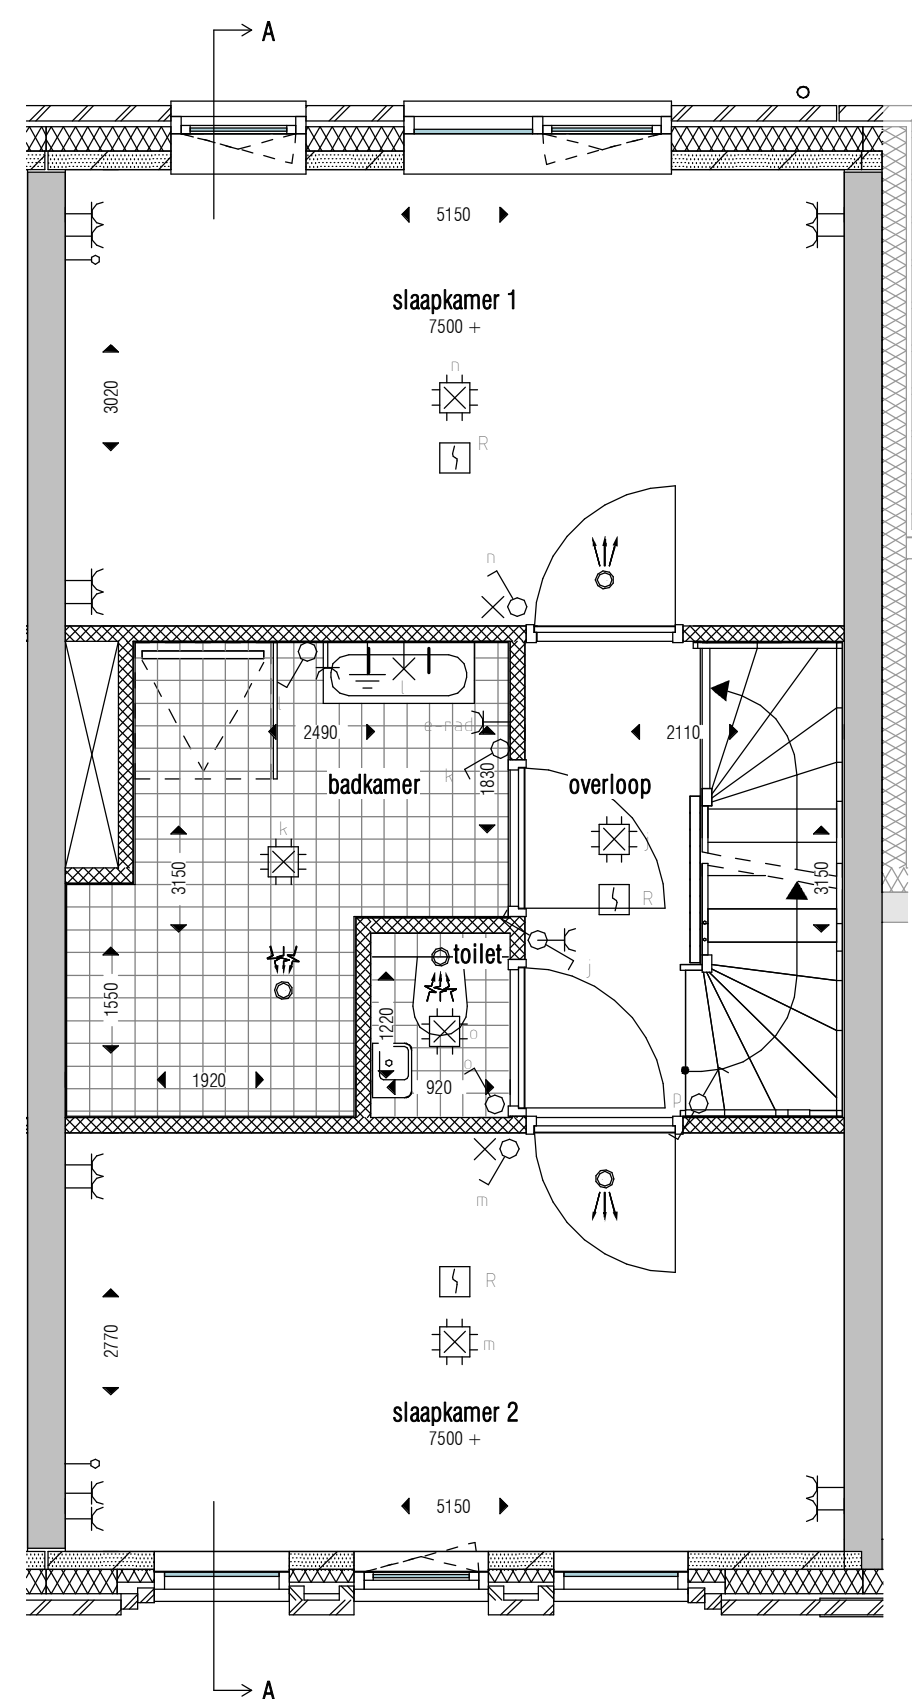 A
5150
slaapkamer 1
7500 +
n
3020
R
n
2490
e-rad
2110
k
1830
badkamer
overloop
k
j
3150
3150
R
toilet
j
1550
1220
o
o
1920
920
p
m
R
2770
m
slaapkamer 2
7500 +
5150
A